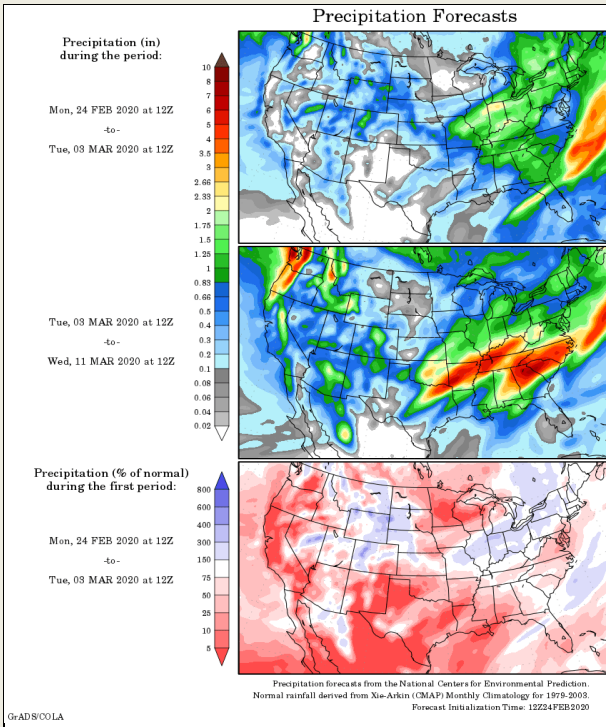 Precipitation Forecasts
Precipitation (in)
during the period:
Mon, 24 FEB 2020 at 12Z
-to-
Tue, 03 MAR 2020 at 12Z
10
8
7
6
5
4
3.5
3
2.66
2.33
2
1.75
1.5
1.25
1
0.83
0.66
0.5
0.4
0.3
0.2
0.1
0.08
0.06
0.04
0.02
Tue, 03 MAR 2020 at 12Z
-to-
Wed, 11 MAR 2020 at 12Z
Precipitation (% of normal)
during the first period:
Mon, 24 FEB 2020 at 12Z
-to-
Tue, 03 MAR 2020 at 12Z
800
600
400
300
150
75
50
25
10
5
Precipitation forecasts from the National Centers for Environmental Prediction.
Normal rainfall derived from Xie-Arkin (CMAP) Monthly Climatology for 1979-2003.
Forecast Initialization Time: 12Z24FEB2020
GrADS/COLA